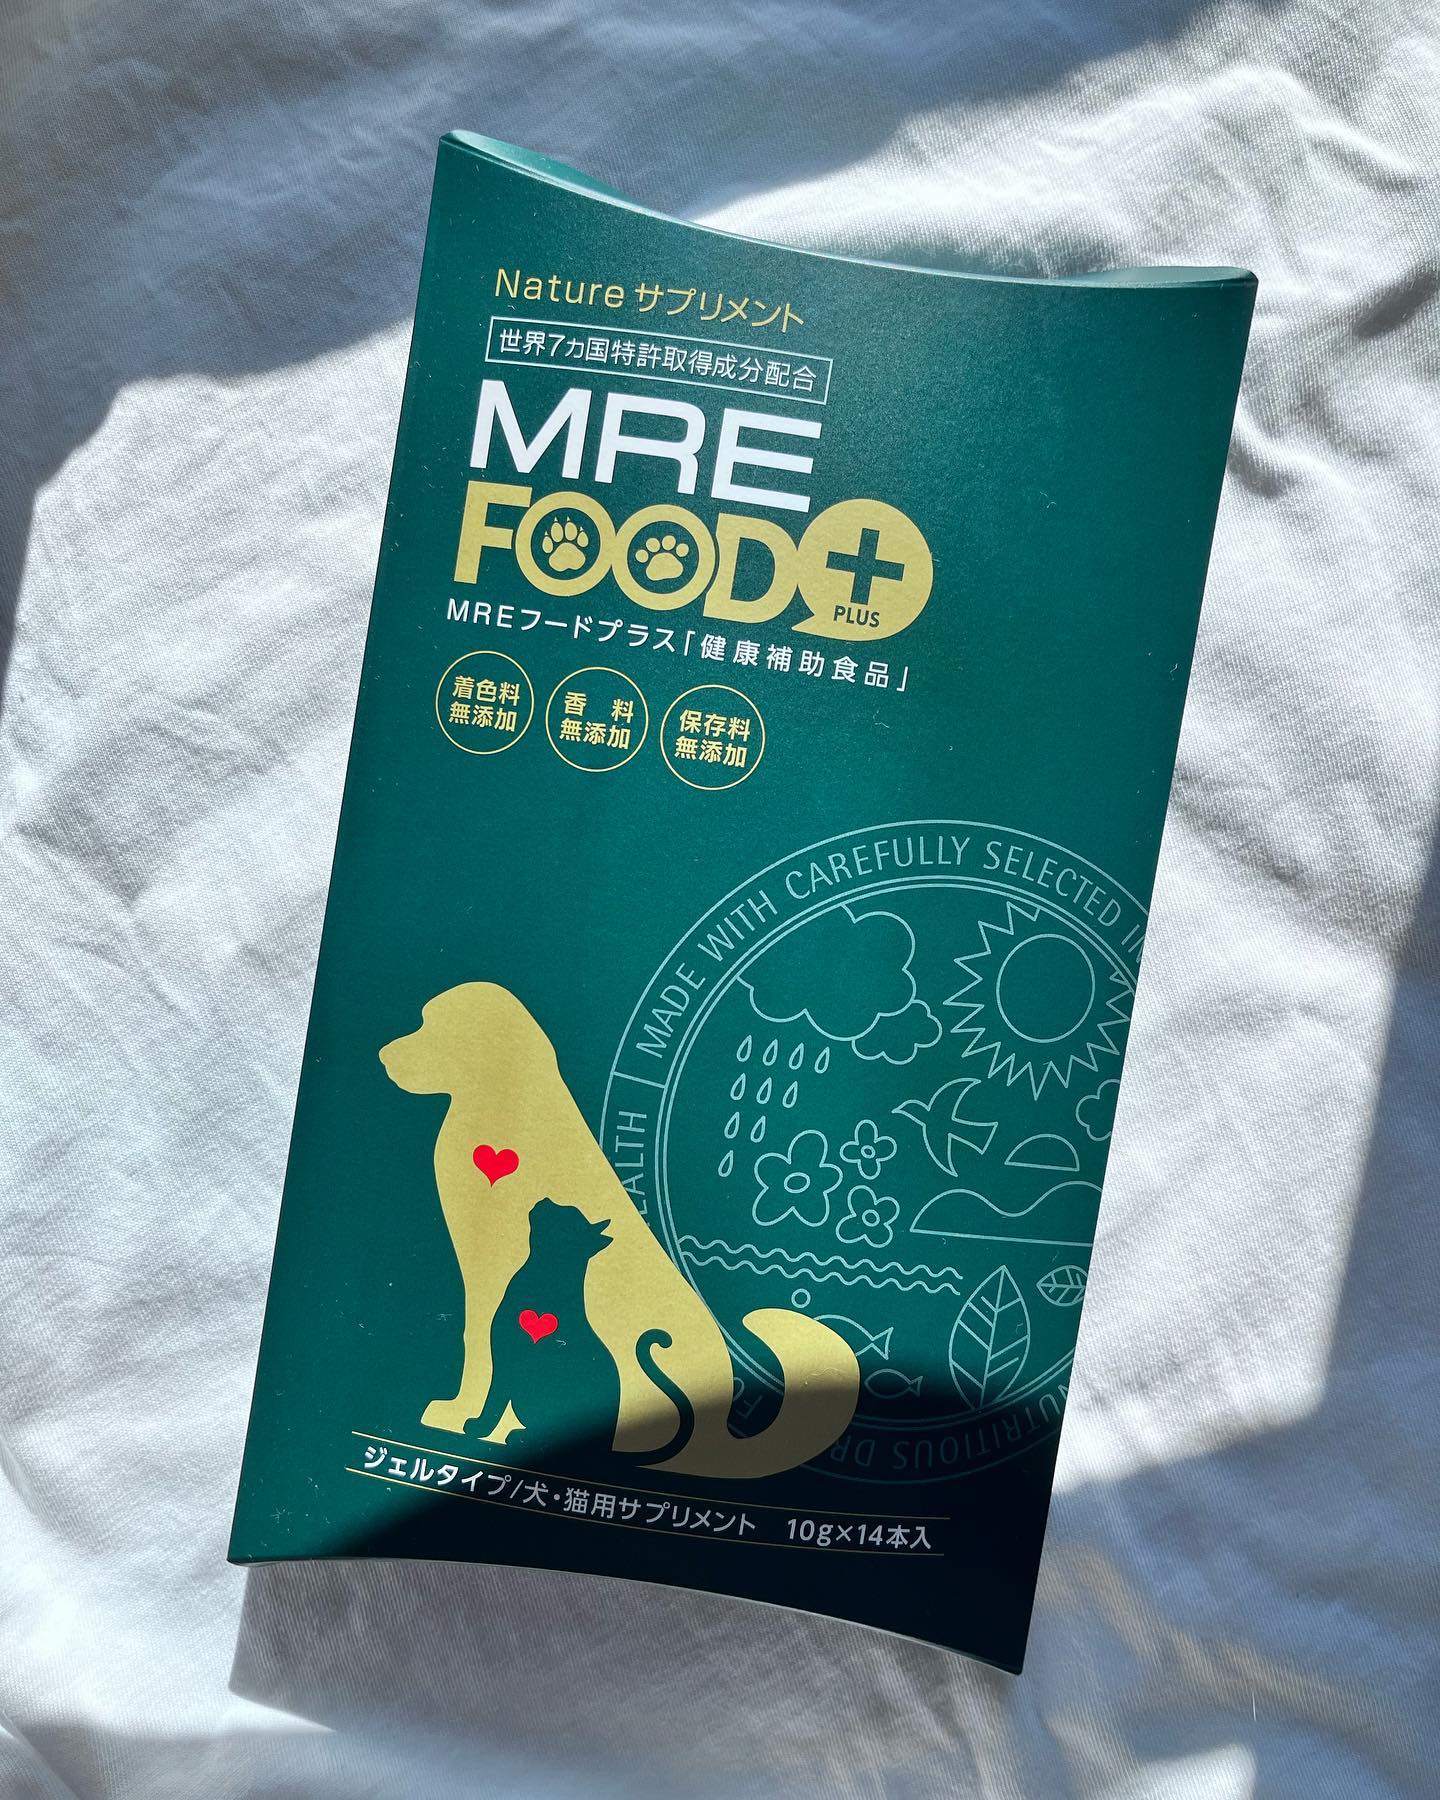 Nature サプリメント
世界7ヵ国特許取得成分配合
MRE
FOOD+
PLUS
MREフードプラス「健康補助食品」
着色料
無添加
香料
無添加
保存料
無添加
MADE WITH CAREFULLY SELECTED
NUTRITIOUS
ジェルタイプ/犬・猫用サプリメント 10g×14本入